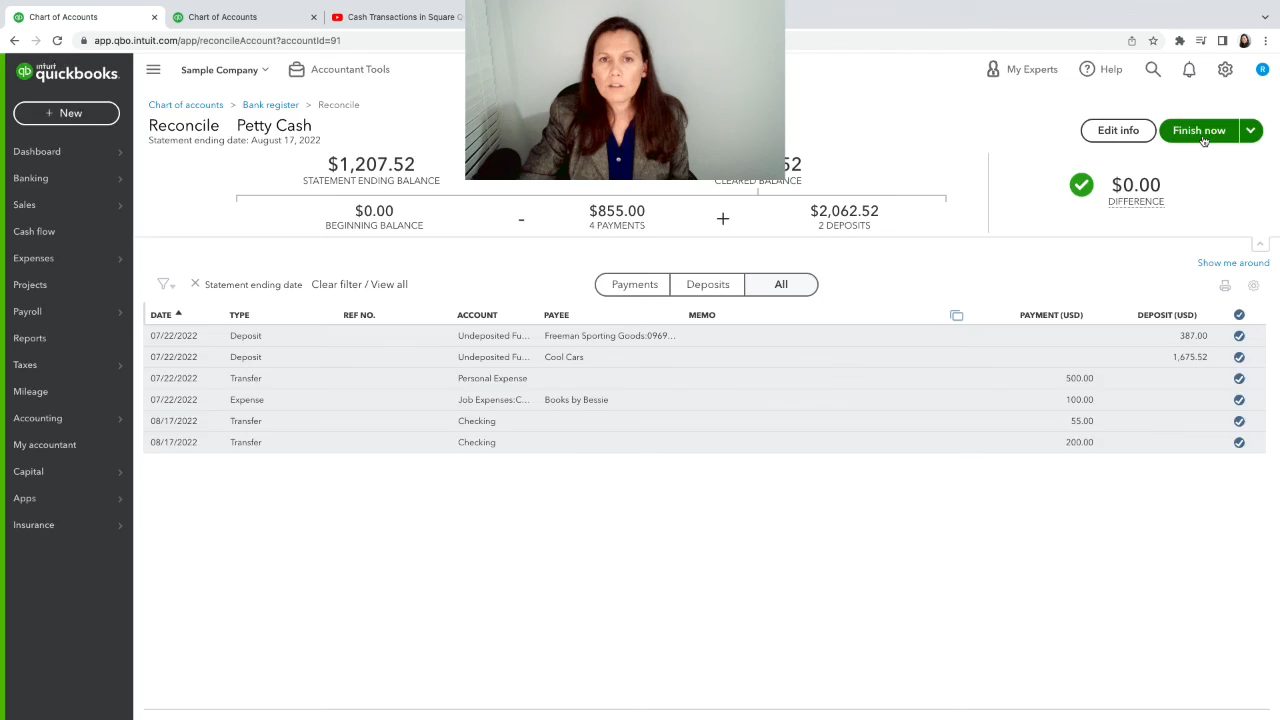 Chart of Accounts
Chart of Accounts
Cash Transactions in Square Q
app.qbo.intuit.com/app/reconcileAccount?accountId=91
intuit quickbooks.
Sample Company
Accountant Tools
My Experts
Help
R
+ New
Dashboard
Banking
Sales
Cash flow
Expenses
Projects
Payroll
Reports
Taxes
Mileage
Accounting
My accountant
Capital
Apps
Insurance
Chart of accounts > Bank register > Reconcile
Reconcile Petty Cash
Statement ending date: August 17, 2022
Edit info
Finish now
$1,207.52
STATEMENT ENDING BALANCE
52
CLEARED BALANCE
$0.00
BEGINNING BALANCE
-
$855.00
4 PAYMENTS
+
$2,062.52
2 DEPOSITS
$0.00
DIFFERENCE
Show me around
Statement ending date
Clear filter / View all
Payments
Deposits
All
DATE TYPE REF NO. ACCOUNT PAYEE MEMO PAYMENT (USD) DEPOSIT (USD)
07/22/2022 Deposit Undeposited Fu... Freeman Sporting Goods:0969... 387.00
07/22/2022 Deposit Undeposited Fu... Cool Cars 1,675.52
07/22/2022 Transfer Personal Expense 500.00
07/22/2022 Expense Job Expenses:C... Books by Bessie 100.00
08/17/2022 Transfer Checking 55.00
08/17/2022 Transfer Checking 200.00